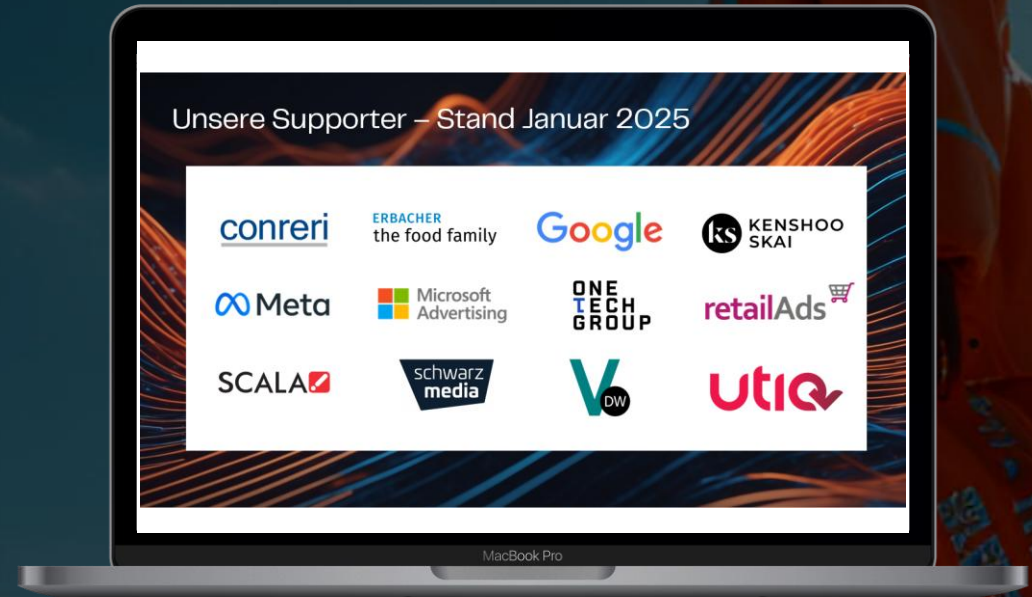 Unsere Supporter – Stand Januar 2025
conreri
ERBACHER
the food family
Google
ks KENSHOO
SKAI
Meta
Microsoft
Advertising
ONE
TECH
GROUP
retailAds
SCALA
schwarz
media
V DW
utiq
MacBook Pro